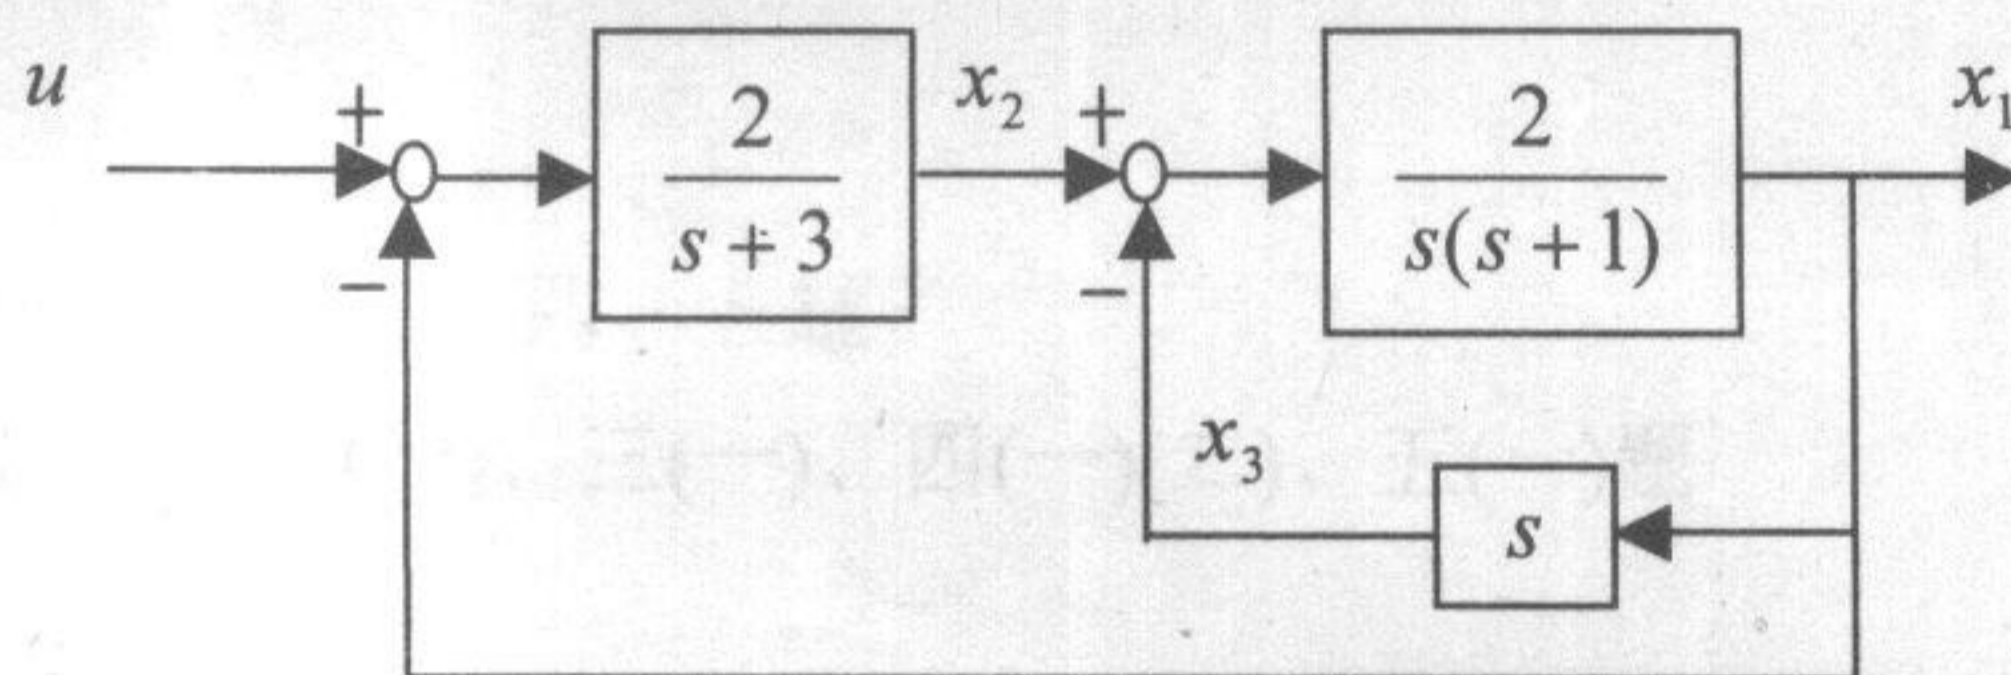 u + x₂ + x₁
2
s + 3
2
s(s + 1)
− −
x₃
s